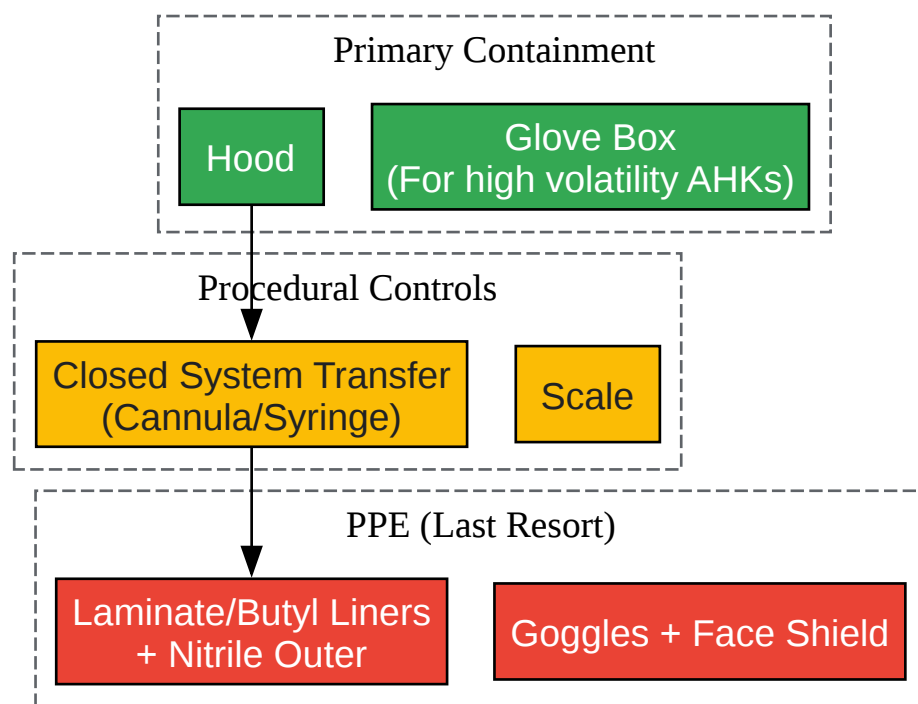 Primary Containment
Hood
Glove Box
(For high volatility AHKs)
Procedural Controls
Closed System Transfer
(Cannula/Syringe)
Scale
PPE (Last Resort)
Laminate/Butyl Liners
+ Nitrile Outer
Goggles + Face Shield